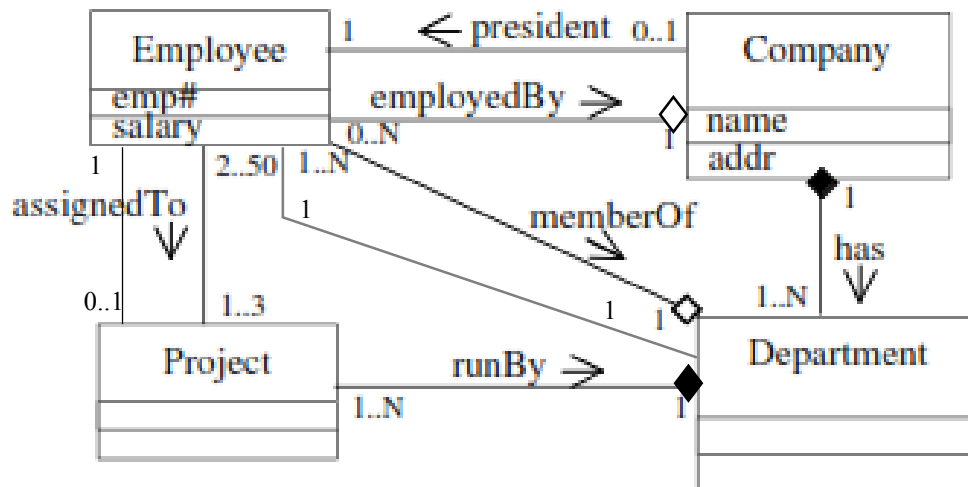 1 president 0..1
Employee Company
emp# employedBy
salary 0..N 1 name
addr
1 2..50 1..N 1
assignedTo 1 memberOf has
0..1 1..3 1 1 1..N
Project Department
runBy
1..N 1